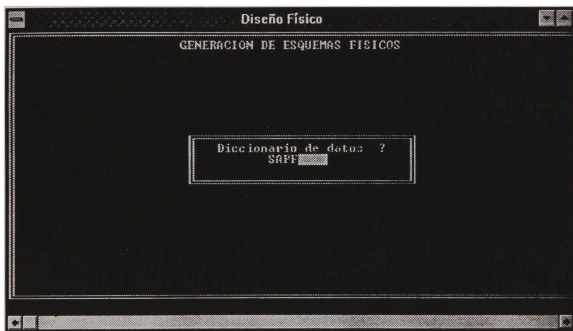 Diseño Físico
GENERACION DE ESQUEMAS FISICOS
Diccionario de datos ?
SAPF